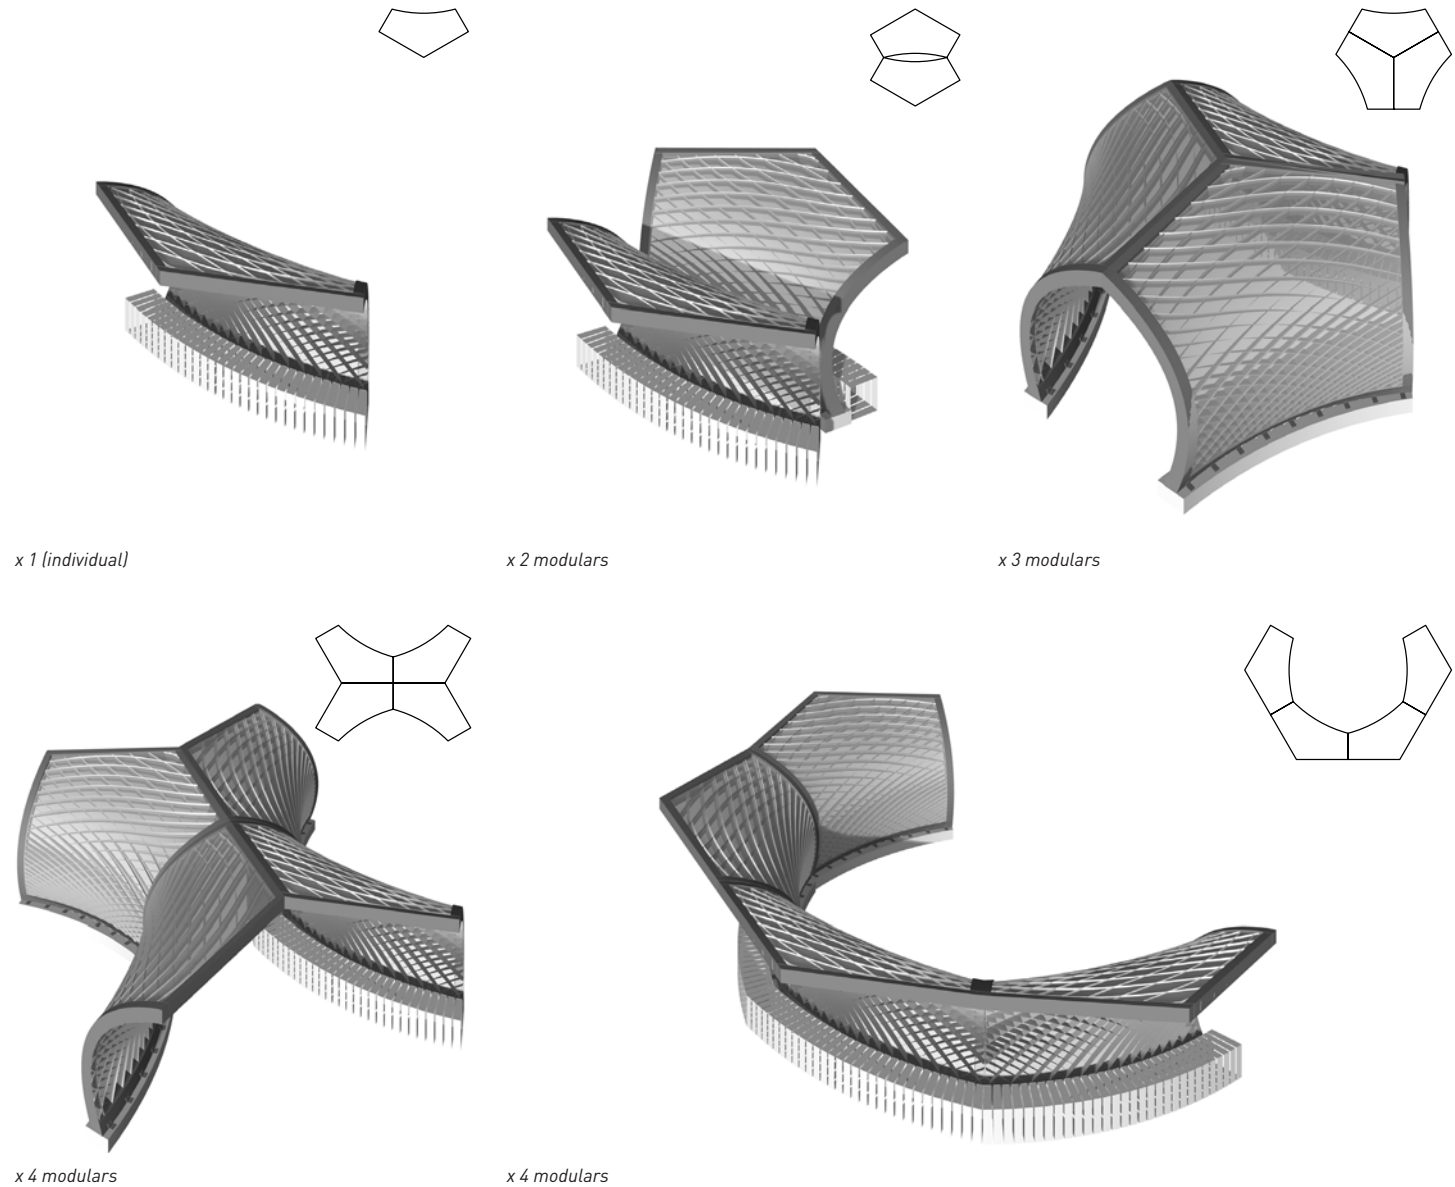 x 1 (individual)
x 2 modulars
x 3 modulars
x 4 modulars
x 4 modulars